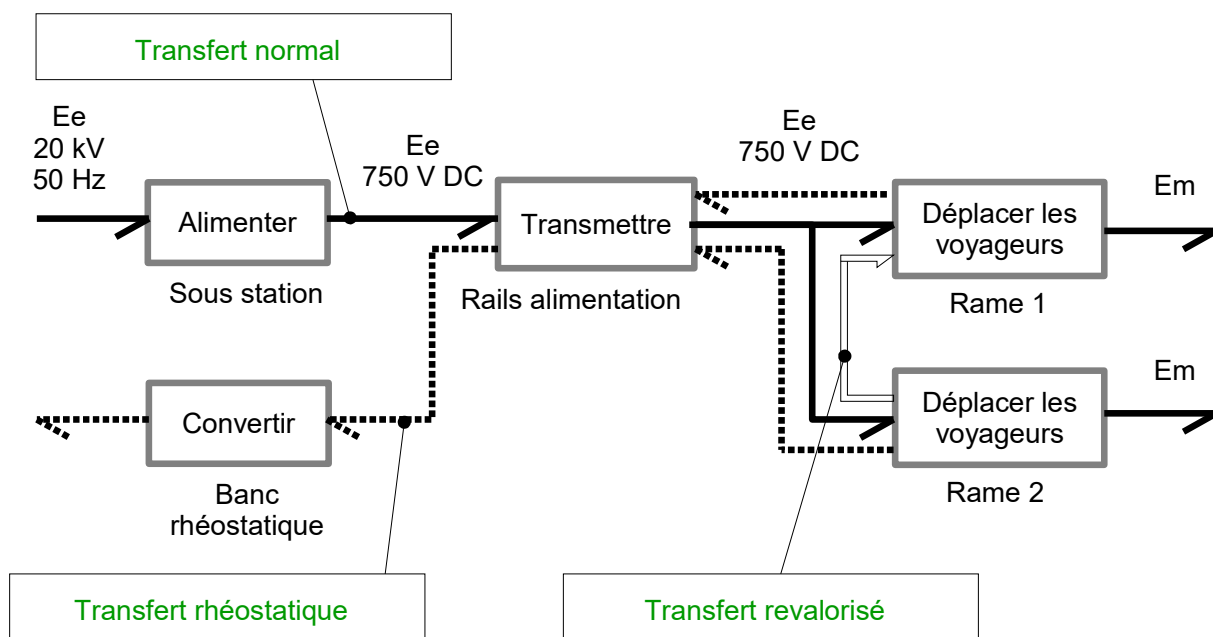 Transfert normal
Ee
20 kV
50 Hz
Ee
750 V DC
Ee
750 V DC
Em
Alimenter
Transmettre
Déplacer les
voyageurs
Sous station
Rails alimentation
Rame 1
Em
Convertir
Déplacer les
voyageurs
Banc
rhéostatique
Rame 2
Transfert rhéostatique
Transfert revalorisé